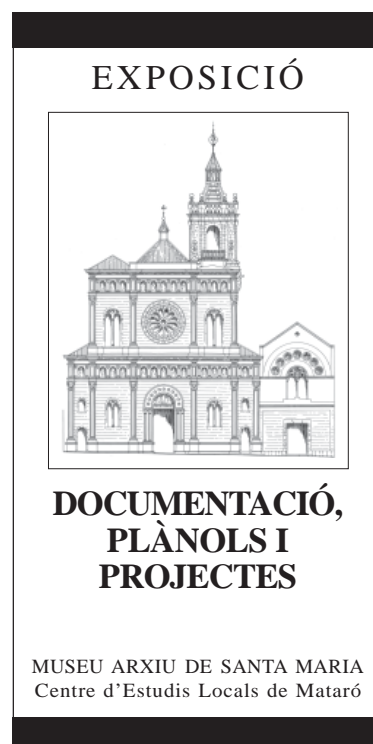 EXPOSICIÓ
DOCUMENTACIÓ,
PLÀNOLS I
PROJECTES
MUSEU ARXIU DE SANTA MARIA
Centre d’Estudis Locals de Mataró